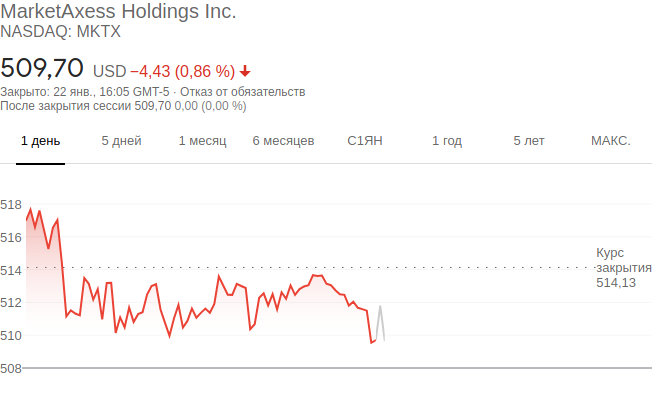 MarketAxess Holdings Inc.
NASDAQ: MKTX
509,70 USD −4,43 (0,86 %)
Закрыто: 22 янв., 16:05 GMT-5 · Отказ от обязательств
После закрытия сессии 509,70 0,00 (0,00 %)
1 день 5 дней 1 месяц 6 месяцев С1ЯН 1 год 5 лет МАКС.
518
516
Курс
514 закрытия
514,13
512
510
508